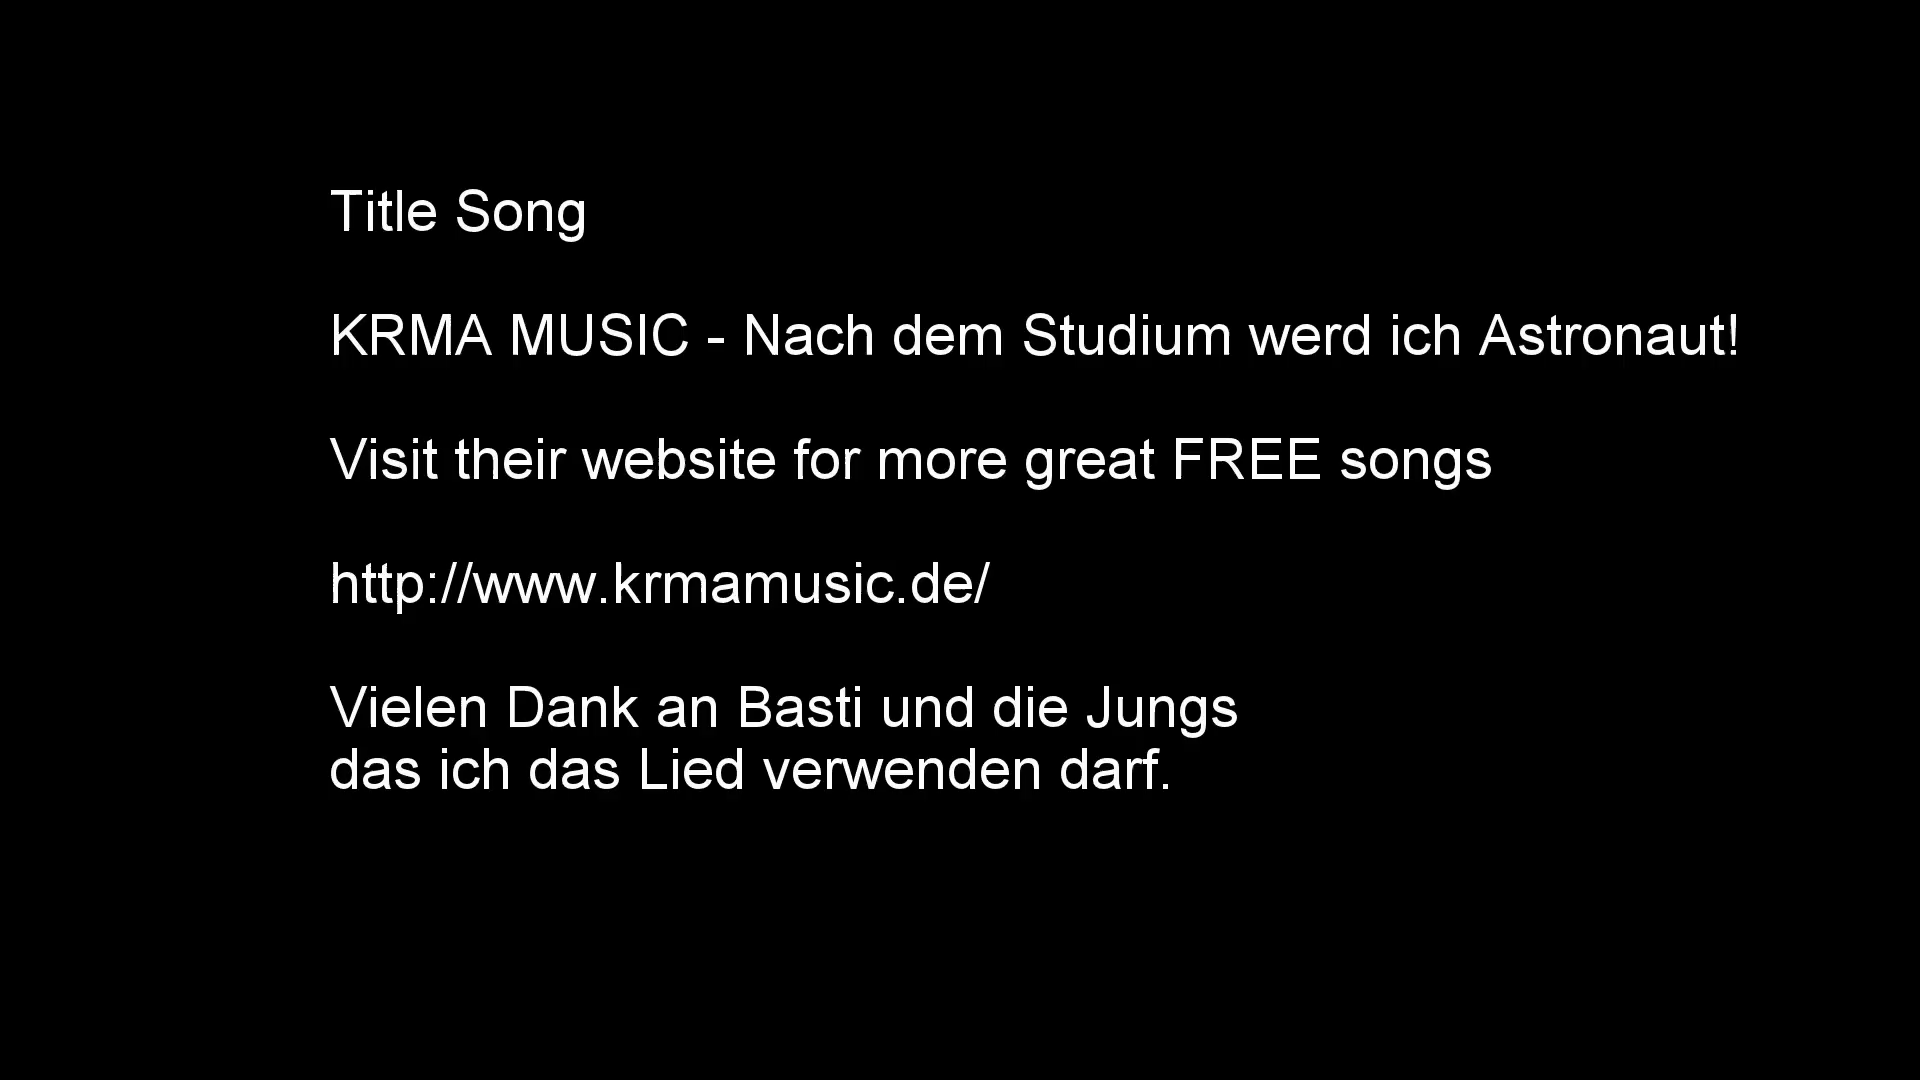 Title Song
KRMA MUSIC - Nach dem Studium werd ich Astronaut!
Visit their website for more great FREE songs
http://www.krmamusic.de/
Vielen Dank an Basti und die Jungs
das ich das Lied verwenden darf.